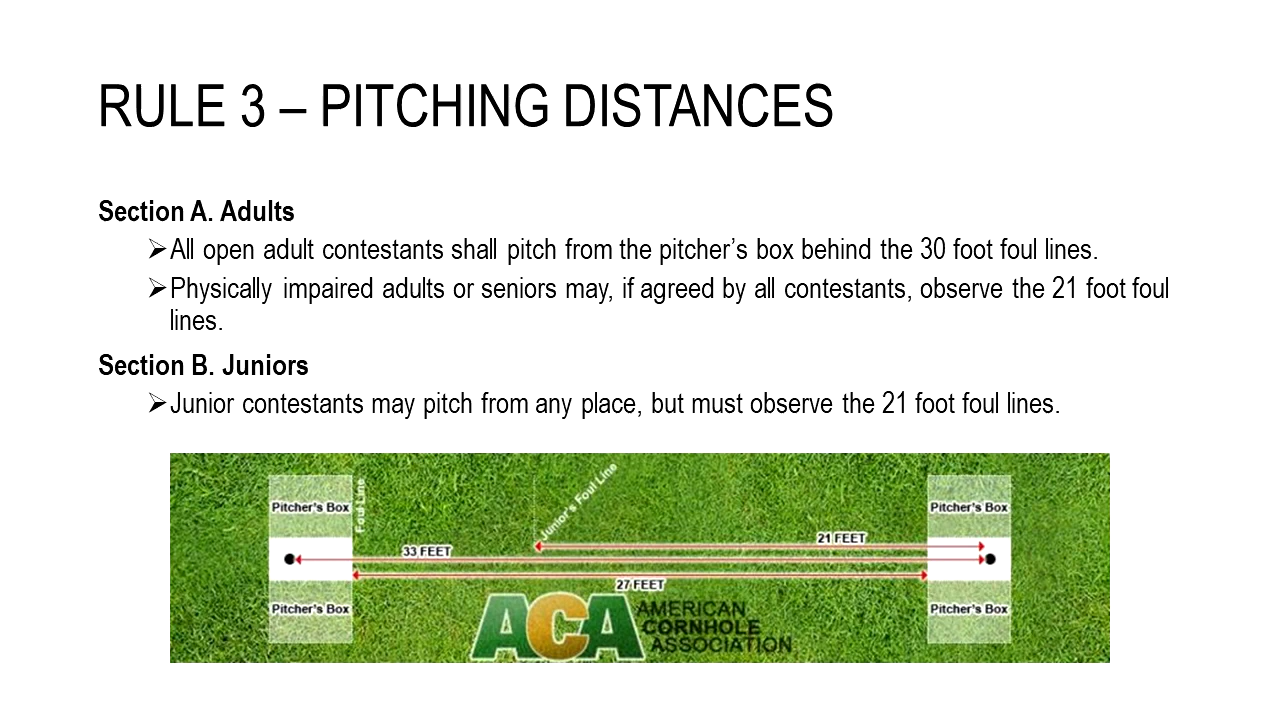 RULE 3 – PITCHING DISTANCES
Section A. Adults
➢All open adult contestants shall pitch from the pitcher’s box behind the 30 foot foul lines.
➢Physically impaired adults or seniors may, if agreed by all contestants, observe the 21 foot foul
lines.
Section B. Juniors
➢Junior contestants may pitch from any place, but must observe the 21 foot foul lines.
Pitcher's Box
Foul Line
Junior's Foul Line
Pitcher's Box
21 FEET
33 FEET
27 FEET
Pitcher's Box
Pitcher's Box
ACA
AMERICAN
CORNHOLE
ASSOCIATION